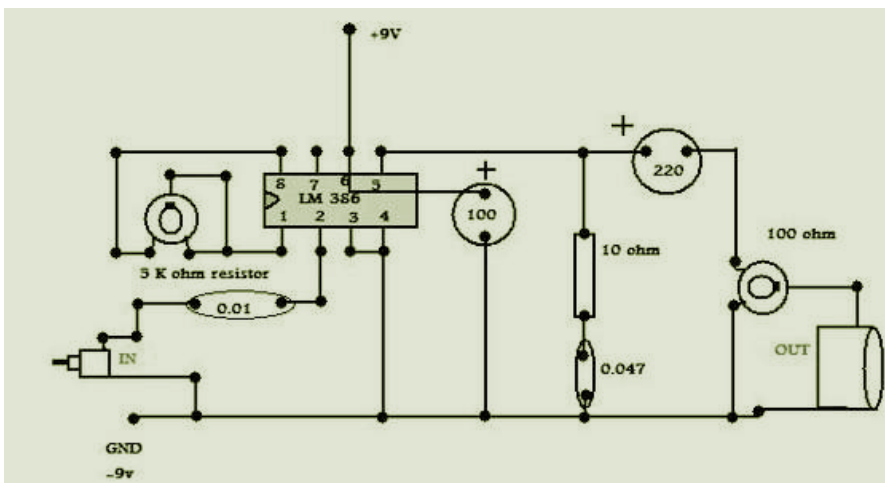 +9V
+
+
8 7 6 5
LM 386
1 2 3 4
100
220
10 ohm
100 ohm
5 K ohm resistor
0.01
IN
OUT
0.047
GND
-9v